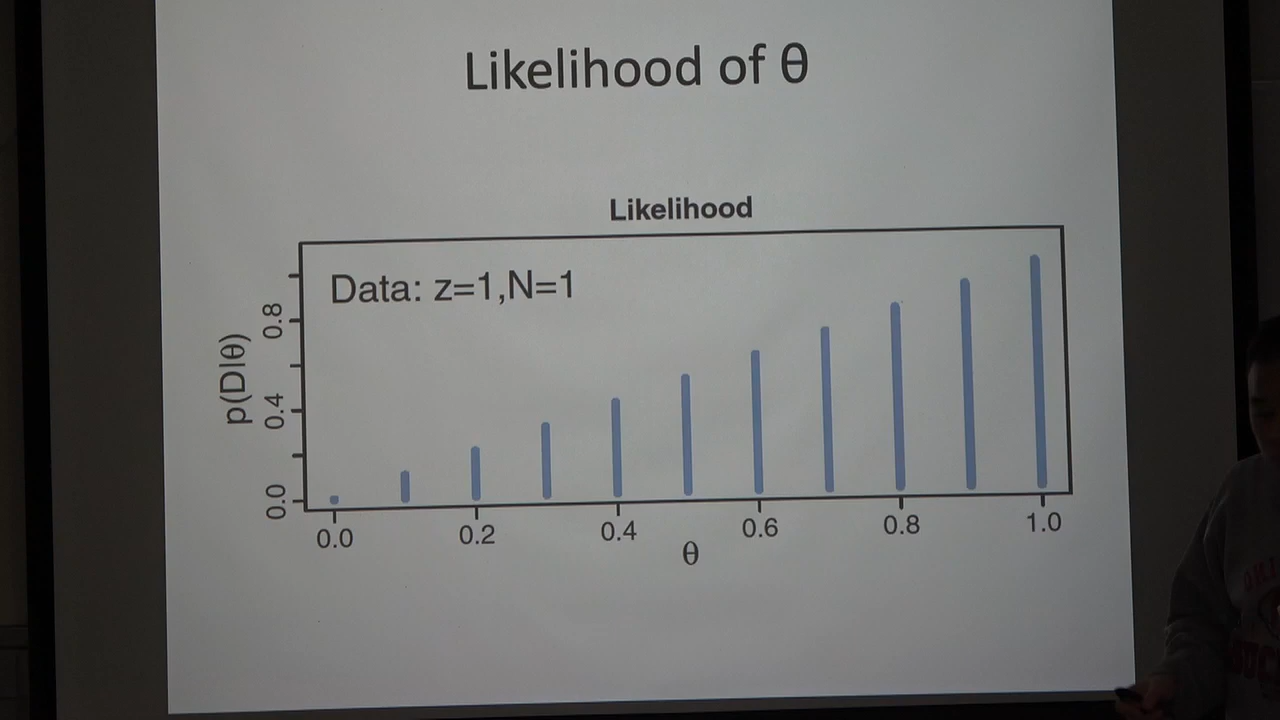 Likelihood of θ
Likelihood
Data: z=1,N=1
p(D|θ)
0.8
0.4
0.0
0.0 0.2 0.4 0.6 0.8 1.0
θ